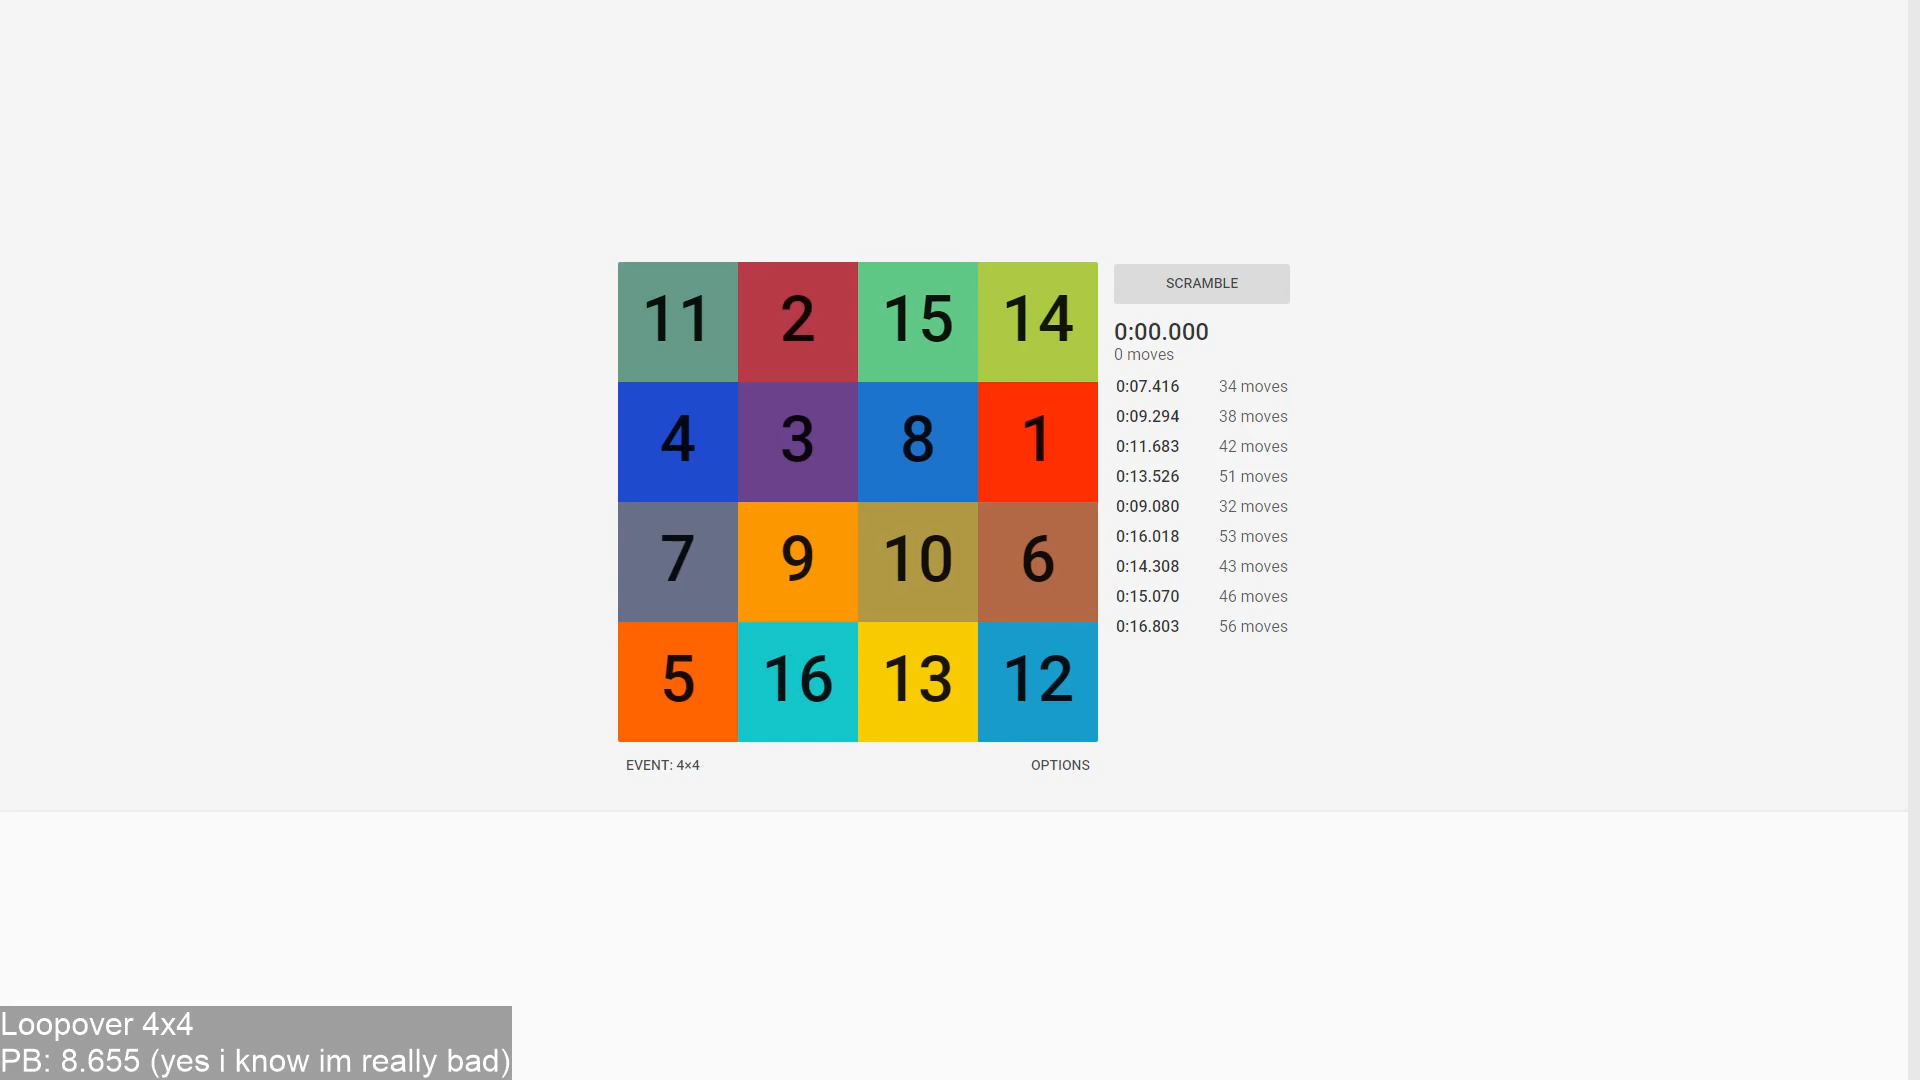 11 2 15 14
4 3 8 1
7 9 10 6
5 16 13 12
EVENT: 4×4 OPTIONS
SCRAMBLE
0:00.000
0 moves
0:07.416 34 moves
0:09.294 38 moves
0:11.683 42 moves
0:13.526 51 moves
0:09.080 32 moves
0:16.018 53 moves
0:14.308 43 moves
0:15.070 46 moves
0:16.803 56 moves
Loopover 4x4
PB: 8.655 (yes i know im really bad)